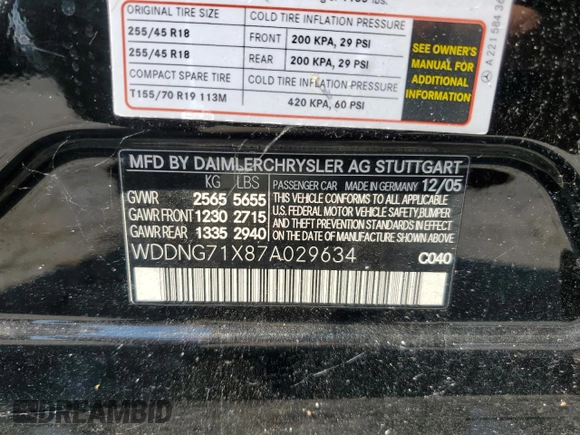 lbs.
ORIGINAL TIRE SIZE COLD TIRE INFLATION PRESSURE
255/45 R18 FRONT 200 KPA, 29 PSI
255/45 R18 REAR 200 KPA, 29 PSI
COMPACT SPARE TIRE COLD TIRE INFLATION PRESSURE
T155/70 R19 113M 420 KPA, 60 PSI
SEE OWNER'S
MANUAL FOR
ADDITIONAL
INFORMATION
A 221 584 36
MFD BY DAIMLERCHRYSLER AG STUTTGART
KG LBS PASSENGER CAR MADE IN GERMANY 12/05
GVWR 2565 5655
GAWR FRONT 1230 2715
GAWR REAR 1335 2940
THIS VEHICLE CONFORMS TO ALL APPLICABLE
U.S. FEDERAL MOTOR VEHICLE SAFETY, BUMPER
AND THEFT PREVENTION STANDARDS IN
EFFECT ON THE DATE OF MANUFACTURE
SHOWN ABOVE.
WDDNG71X87A029634 C040
DREAMBID